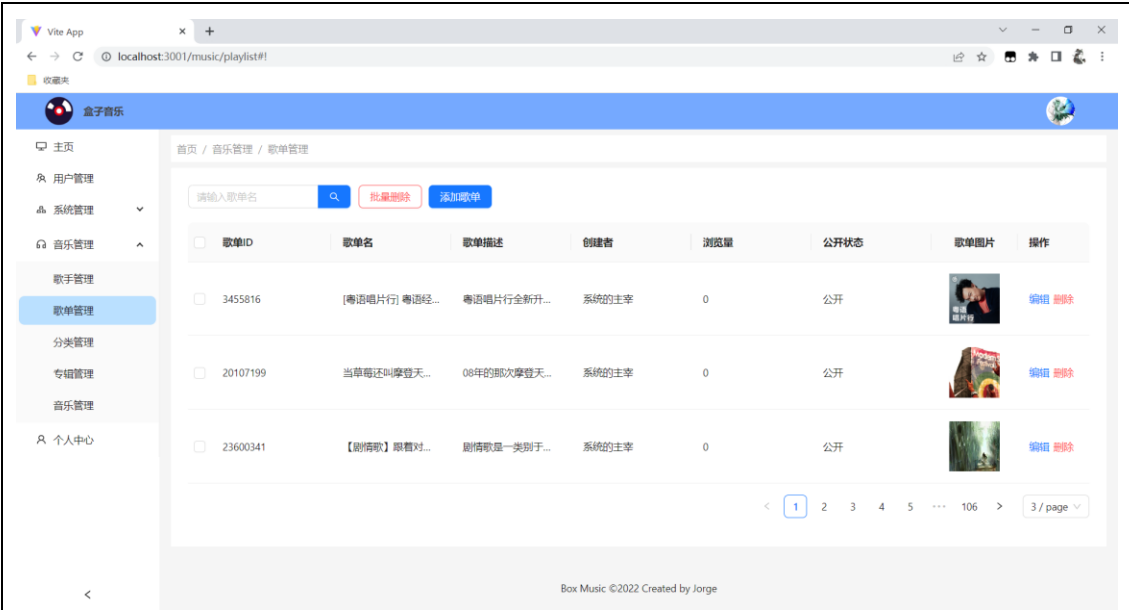 Vite App
localhost:3001/music/playlist#!
收藏夹
盒子音乐
主页
用户管理
系统管理
音乐管理
歌手管理
歌单管理
分类管理
专辑管理
音乐管理
个人中心
首页 / 音乐管理 / 歌单管理
请输入歌单名 批量删除 添加歌单
歌单ID 歌单名 歌单描述 创建者 浏览量 公开状态 歌单图片 操作
3455816 [粤语唱片行] 粤语经... 粤语唱片行全新升... 系统的主宰 0 公开 编辑 删除
粤语
唱片行
20107199 当草莓还叫摩登天... 08年的那次摩登天... 系统的主宰 0 公开 编辑 删除
23600341 【剧情歌】跟着对... 剧情歌是一类别于... 系统的主宰 0 公开 编辑 删除
< 1 2 3 4 5 ··· 106 > 3 / page
Box Music ©2022 Created by Jorge